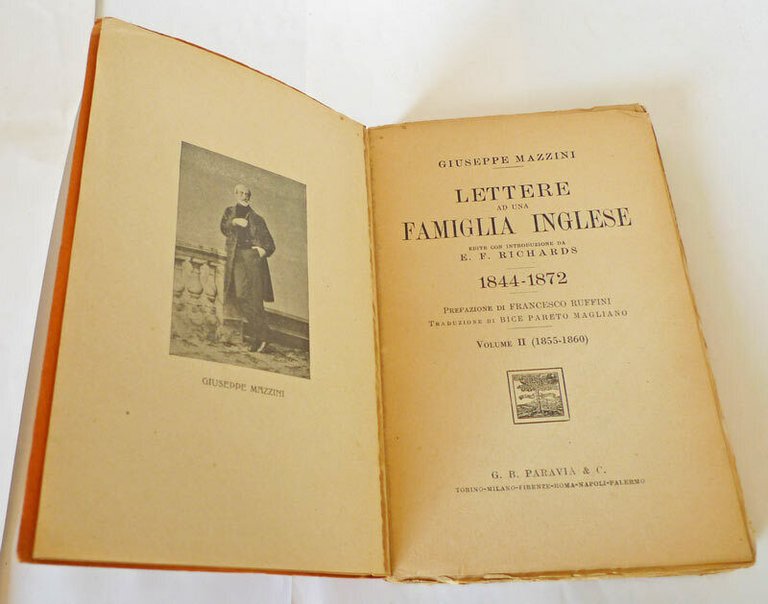 GIUSEPPE MAZZINI
GIUSEPPE MAZZINI
LETTERE
AD UNA
FAMIGLIA INGLESE
EDITE CON INTRODUZIONE DA
E. F. RICHARDS
1844-1872
PREFAZIONE DI FRANCESCO RUFFINI
TRADUZIONE DI BICE PARETO MAGLIANO
VOLUME II (1855-1860)
G. B. PARAVIA & C.
TORINO-MILANO-FIRENZE-ROMA-NAPOLI-PALERMO